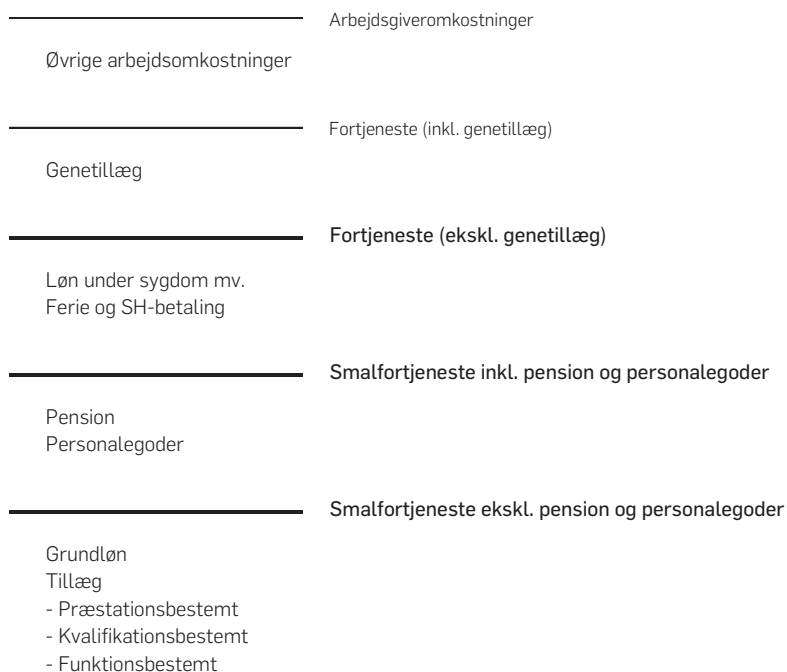 Arbejdsgiveromkostninger
Øvrige arbejdsomkostninger
Fortjeneste (inkl. genetillæg)
Genetillæg
Fortjeneste (ekskl. genetillæg)
Løn under sygdom mv.
Ferie og SH-betaling
Smalfortjeneste inkl. pension og personalegoder
Pension
Personalegoder
Smalfortjeneste ekskl. pension og personalegoder
Grundløn
Tillæg
- Præstationsbestemt
- Kvalifikationsbestemt
- Funktionsbestemt